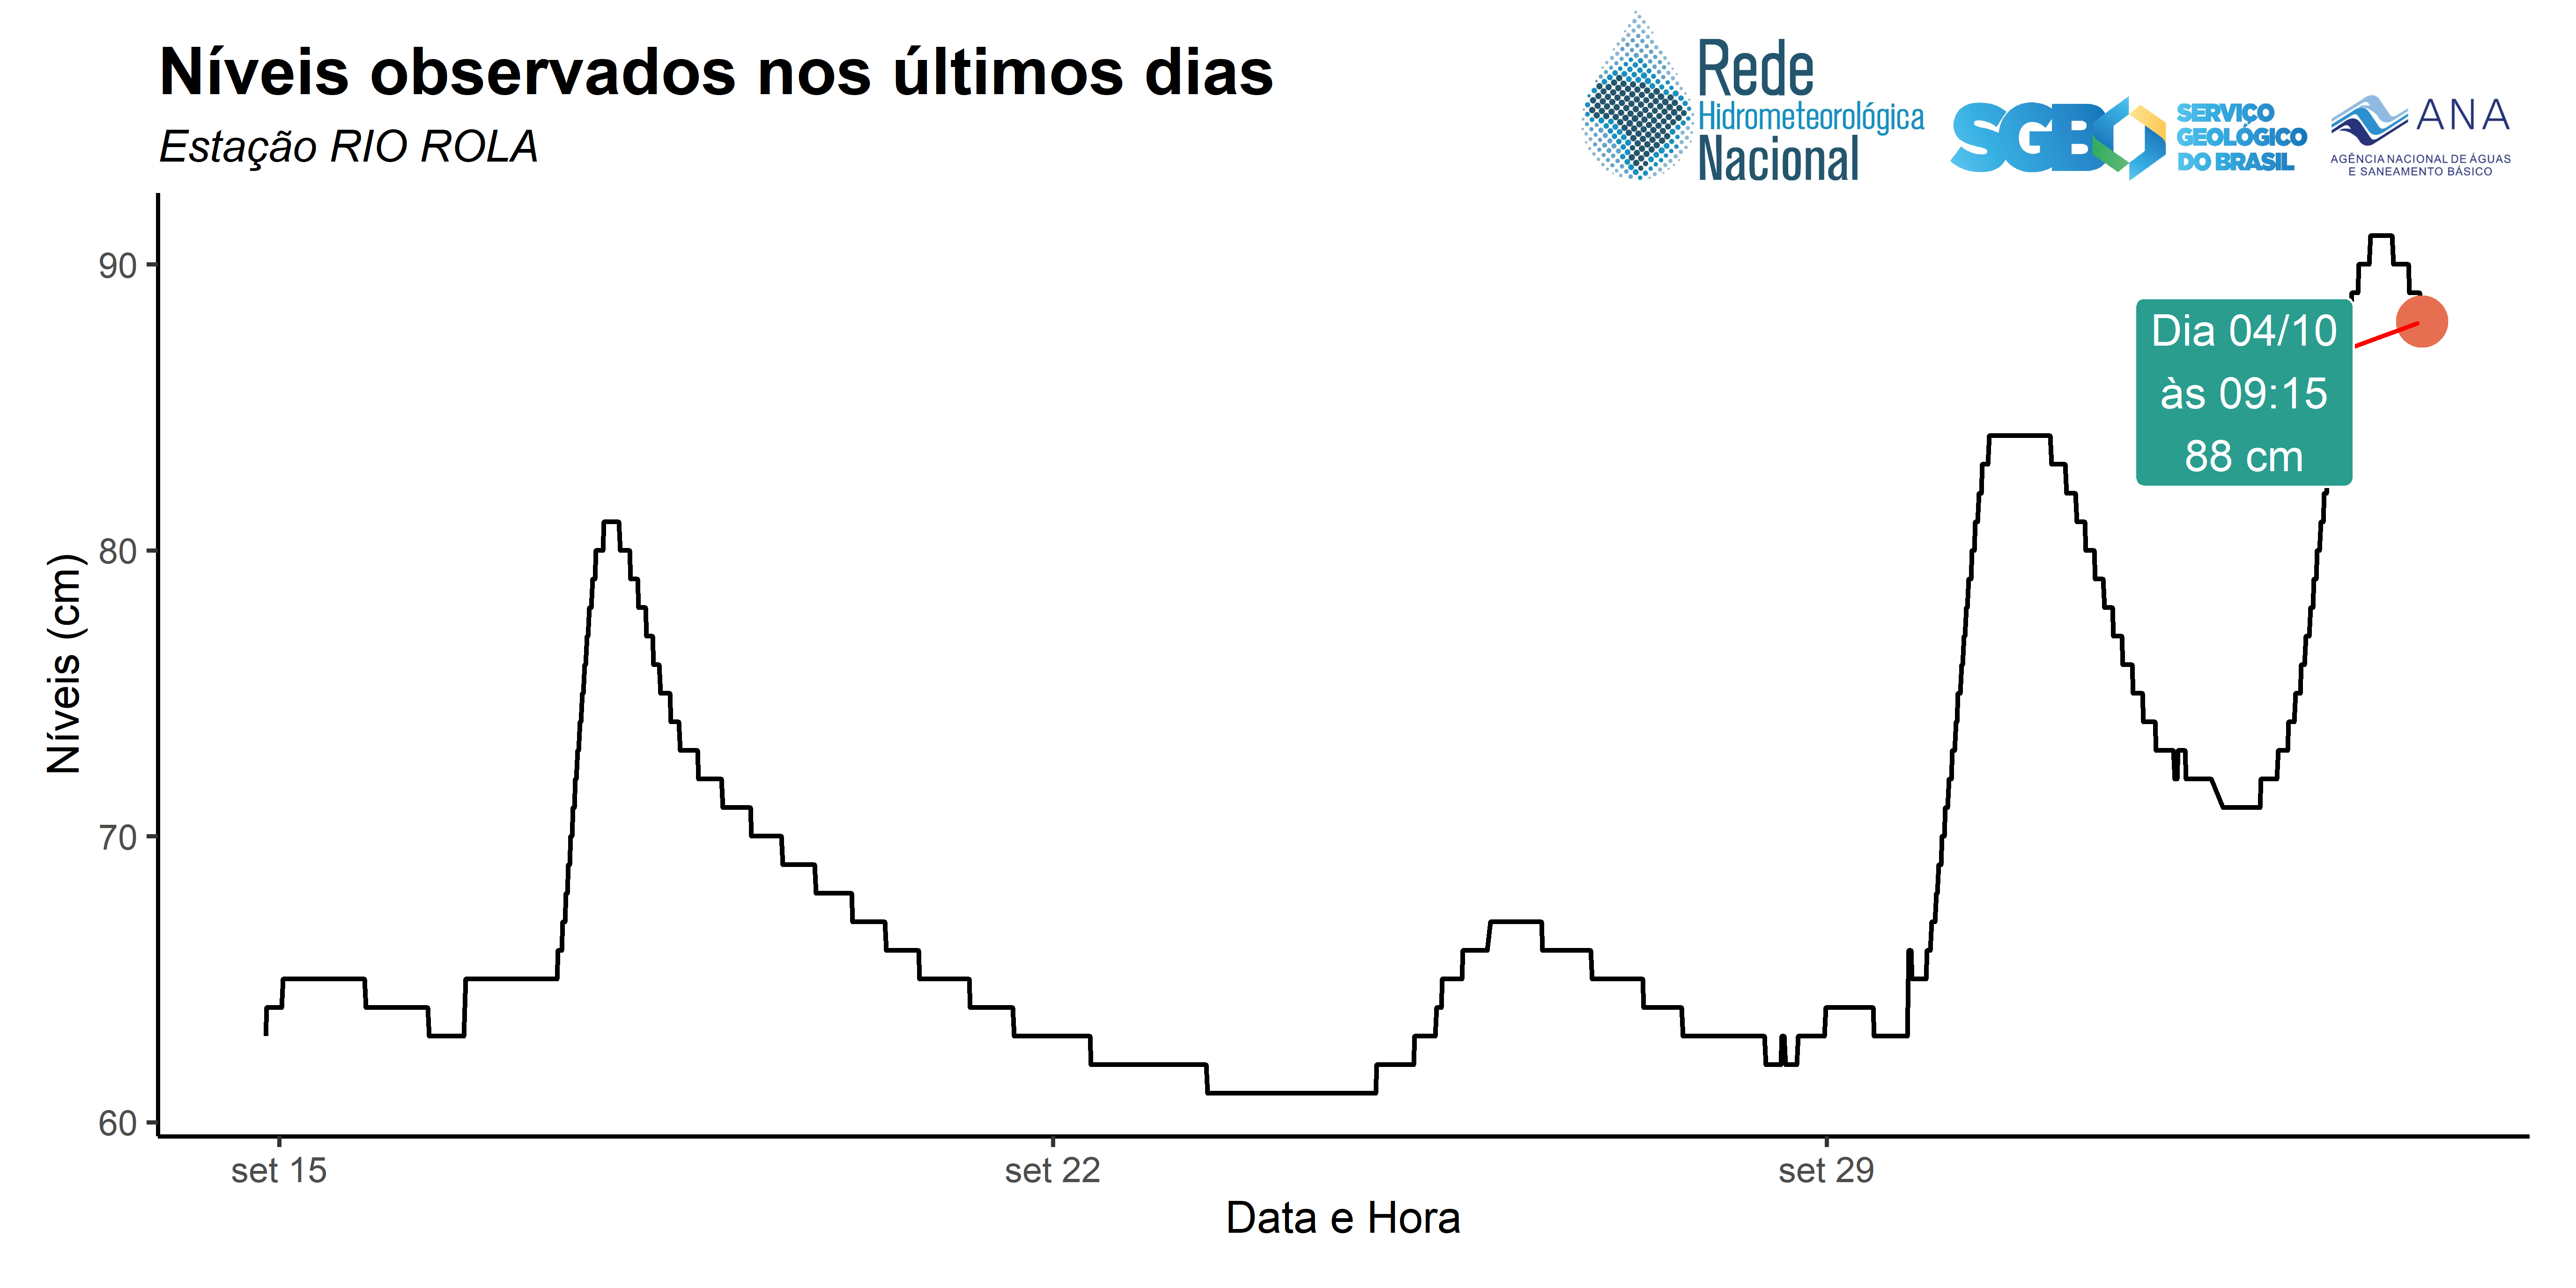 Níveis observados nos últimos dias
Estação RIO ROLA
Rede
Hidrometeorológica
Nacional
SGB
SERVIÇO
GEOLÓGICO
DO BRASIL
ANA
AGÊNCIA NACIONAL DE ÁGUAS
E SANEAMENTO BÁSICO
Níveis (cm)
90
80
70
60
Dia 04/10
às 09:15
88 cm
set 15
set 22
set 29
Data e Hora